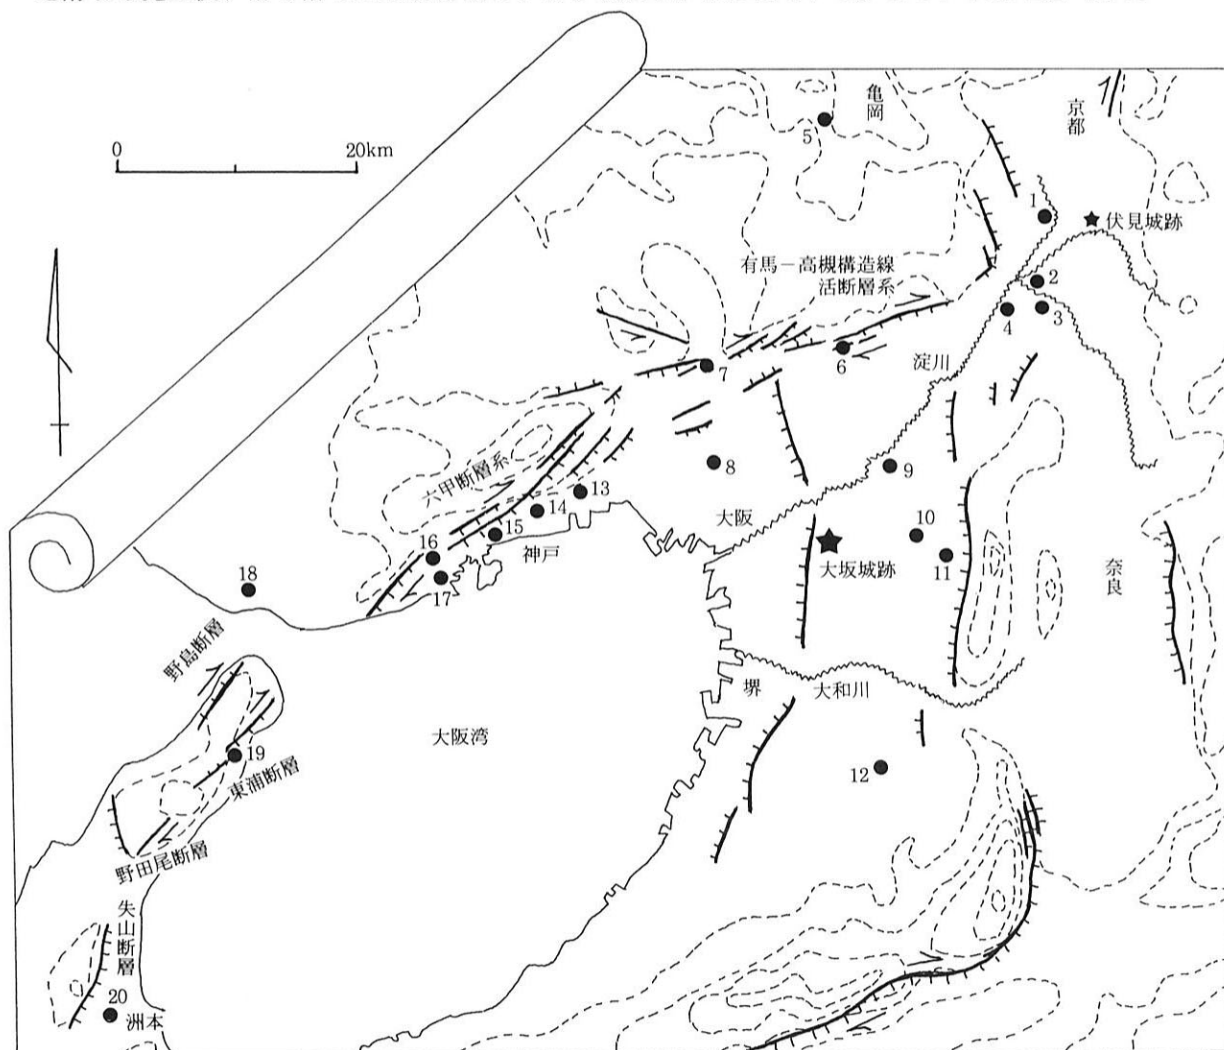 0
20km
亀岡
京都
5
1
伏見城跡
有馬－高槻構造線
活断層系
2
3
4
淀川
6
7
8
9
六甲断層系
13
14
15
神戸
大阪
大坂城跡
10
11
奈良
16
17
18
野島断層
堺
大和川
大阪湾
12
19
東浦断層
野田尾断層
失山断層
20
洲本